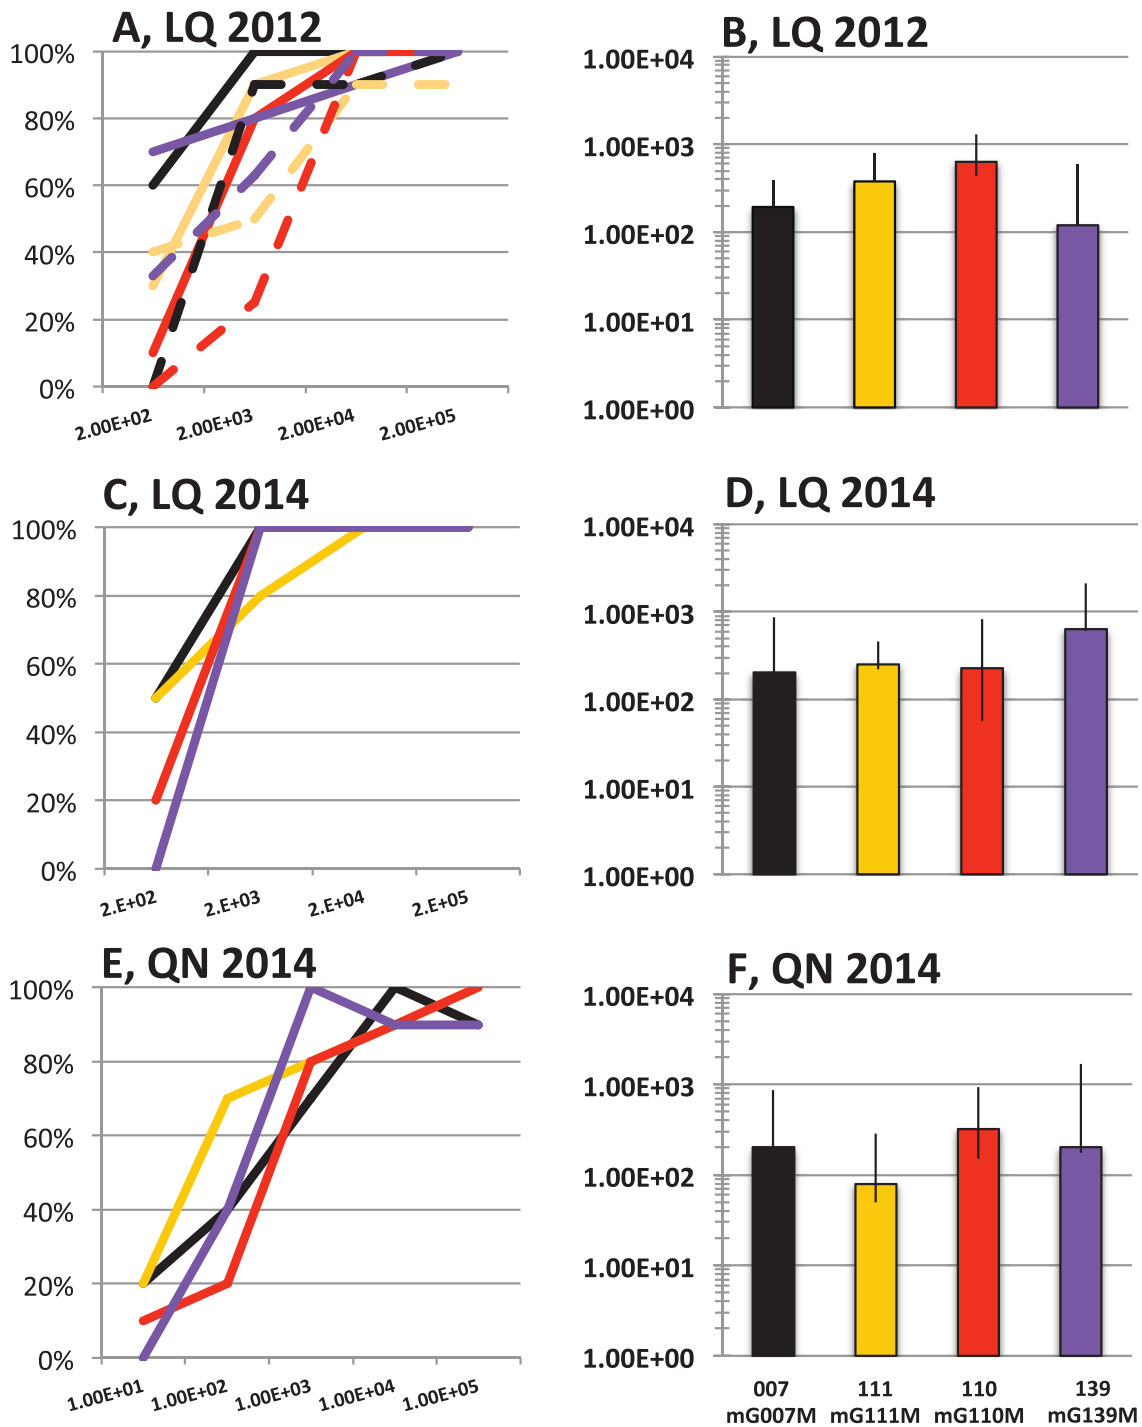 A, LQ 2012
100%
80%
60%
40%
20%
0%
2.00E+02 2.00E+03 2.00E+04 2.00E+05
B, LQ 2012
1.00E+04
1.00E+03
1.00E+02
1.00E+01
1.00E+00
C, LQ 2014
100%
80%
60%
40%
20%
0%
2.E+02 2.E+03 2.E+04 2.E+05
D, LQ 2014
1.00E+04
1.00E+03
1.00E+02
1.00E+01
1.00E+00
E, QN 2014
100%
80%
60%
40%
20%
0%
1.00E+01 1.00E+02 1.00E+03 1.00E+04 1.00E+05
F, QN 2014
1.00E+04
1.00E+03
1.00E+02
1.00E+01
1.00E+00
007 111 110 139
mG007M mG111M mG110M mG139M